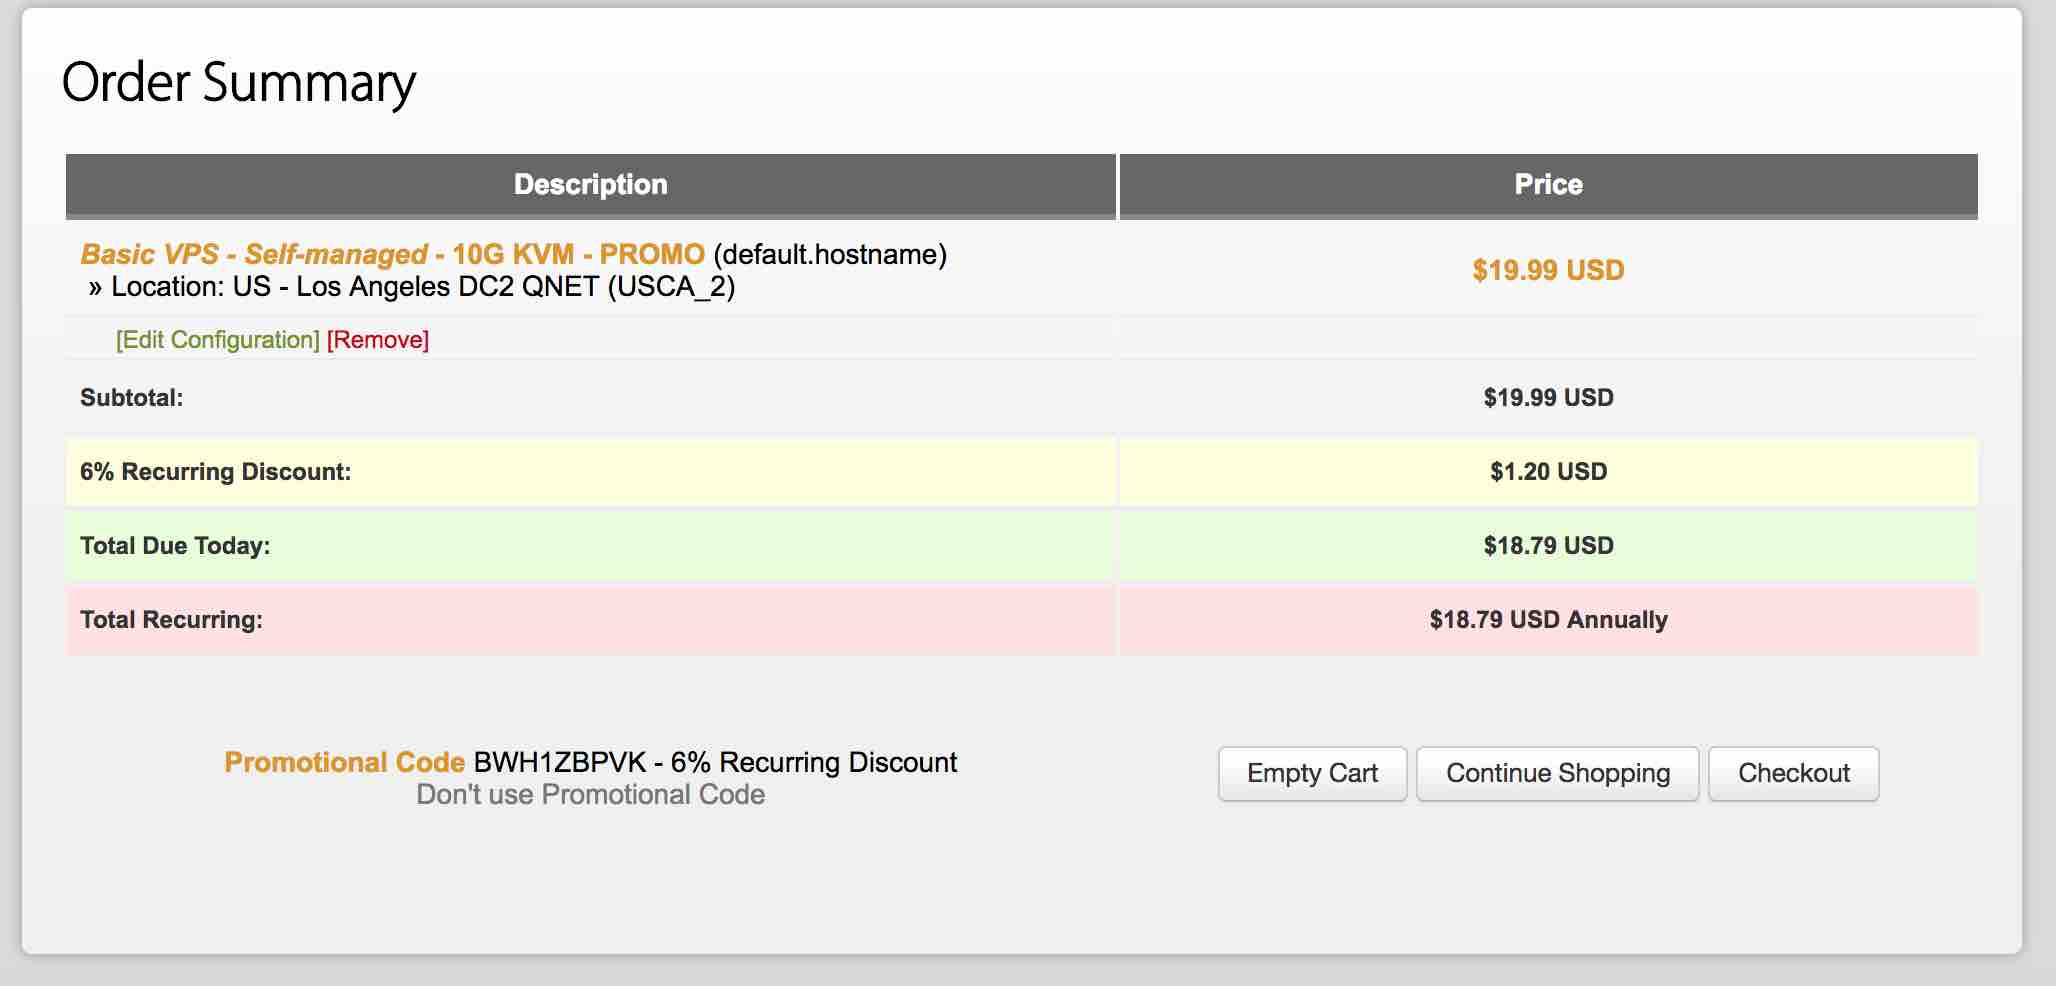 Order Summary
Description Price
Basic VPS - Self-managed - 10G KVM - PROMO (default.hostname)
» Location: US - Los Angeles DC2 QNET (USCA_2)
$19.99 USD
[Edit Configuration] [Remove]
Subtotal: $19.99 USD
6% Recurring Discount: $1.20 USD
Total Due Today: $18.79 USD
Total Recurring: $18.79 USD Annually
Promotional Code BWH1ZBPVK - 6% Recurring Discount
Don't use Promotional Code
Empty Cart Continue Shopping Checkout